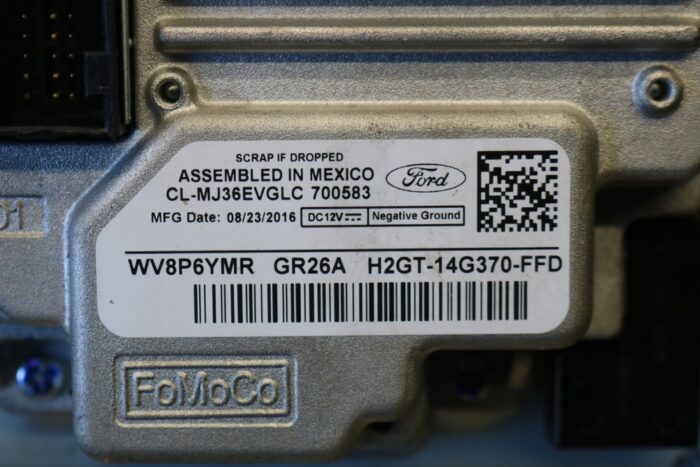 SCRAP IF DROPPED
ASSEMBLED IN MEXICO
CL-MJ36EVGLC 700583
Ford
MFG Date: 08/23/2016 DC12V Negative Ground
WV8P6YMR GR26A H2GT-14G370-FFD
FoMoCo